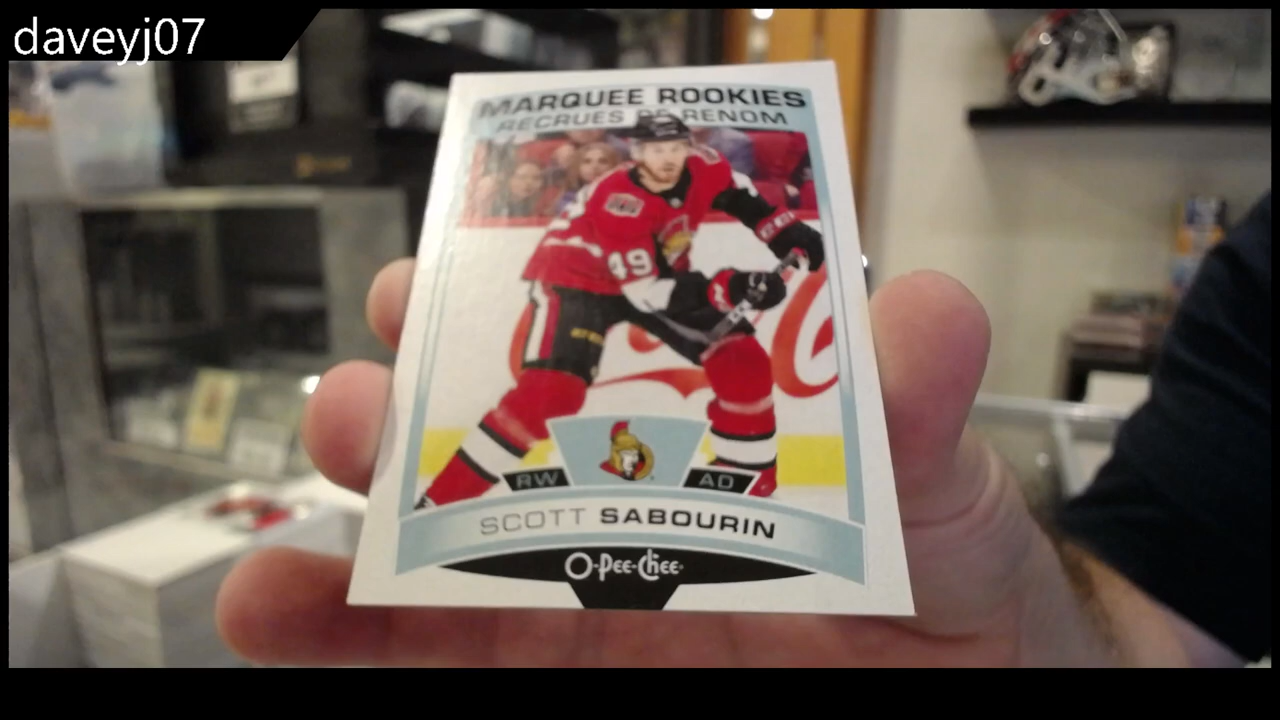 daveyj07
MARQUEE ROOKIES
RECRUES DE RENOM
49
RW
AD
SCOTT SABOURIN
O-Pee-Chee